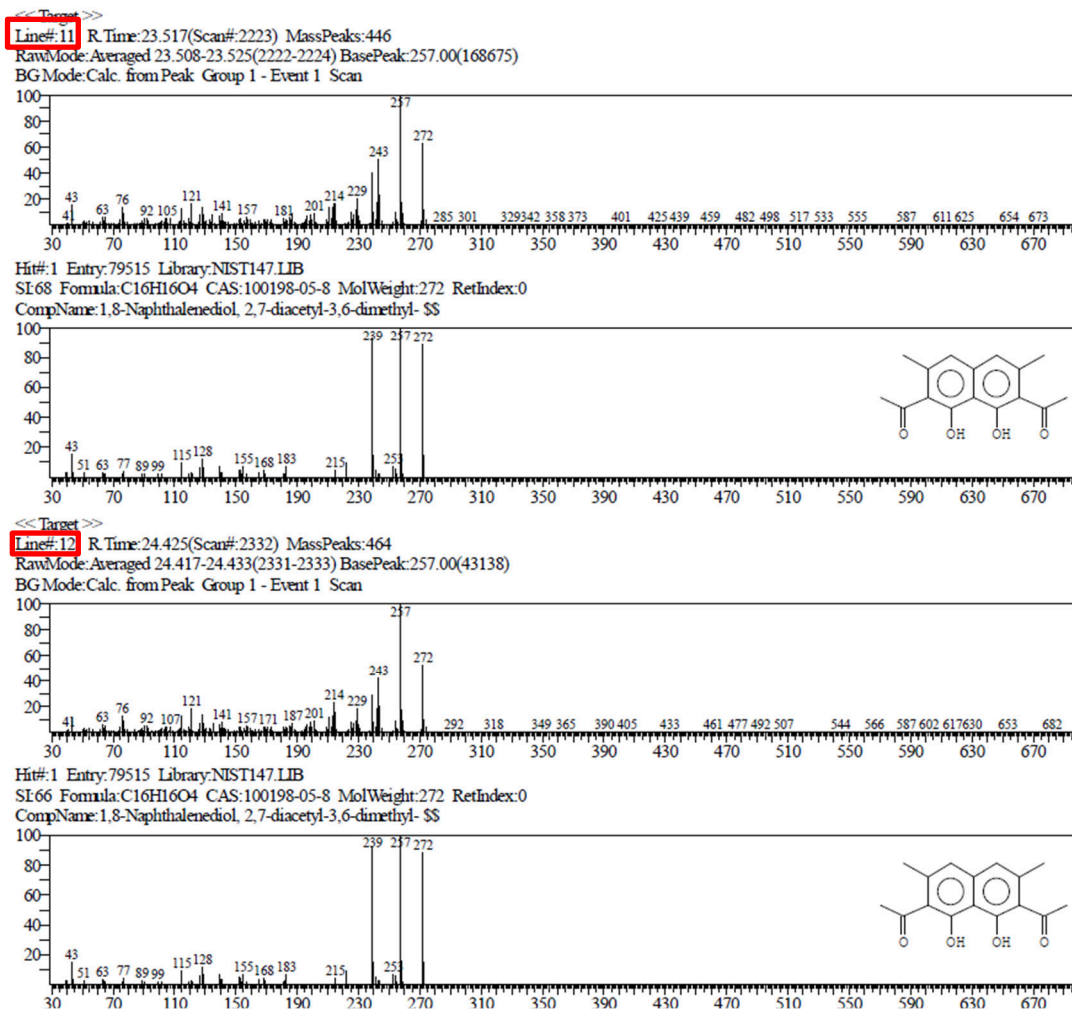 << Target >>
Line#:11 R.Time:23.517(Scan#:2223) MassPeaks:446
RawMode:Averaged 23.508-23.525(2222-2224) BasePeak:257.00(168675)
BG Mode:Calc. from Peak Group 1 - Event 1 Scan
100
80
60
40
20
41 43 63 76 92 105 121 141 157 181 201 214 229 243 257 272 285 301 329 342 358 373 401 425 439 459 482 498 517 533 555 587 611 625 654 673
30 70 110 150 190 230 270 310 350 390 430 470 510 550 590 630 670
Hit#:1 Entry:79515 Library:NIST147.LIB
SI:68 Formula:C16H16O4 CAS:100198-05-8 MolWeight:272 RetIndex:0
CompName:1,8-Naphthalenediol, 2,7-diacetyl-3,6-dimethyl- $$
100
80
60
40
20
43 51 63 77 89 99 115 128 155 168 183 215 239 253 257 272
O OH OH O
30 70 110 150 190 230 270 310 350 390 430 470 510 550 590 630 670
<< Target >>
Line#:12 R.Time:24.425(Scan#:2332) MassPeaks:464
RawMode:Averaged 24.417-24.433(2331-2333) BasePeak:257.00(43138)
BG Mode:Calc. from Peak Group 1 - Event 1 Scan
100
80
60
40
20
41 63 76 92 107 121 141 157 171 187 201 214 229 243 257 272 292 318 349 365 390 405 433 461 477 492 507 544 566 587 602 617 630 653 682
30 70 110 150 190 230 270 310 350 390 430 470 510 550 590 630 670
Hit#:1 Entry:79515 Library:NIST147.LIB
SI:66 Formula:C16H16O4 CAS:100198-05-8 MolWeight:272 RetIndex:0
CompName:1,8-Naphthalenediol, 2,7-diacetyl-3,6-dimethyl- $$
100
80
60
40
20
43 51 63 77 89 99 115 128 155 168 183 215 239 253 257 272
O OH OH O
30 70 110 150 190 230 270 310 350 390 430 470 510 550 590 630 670